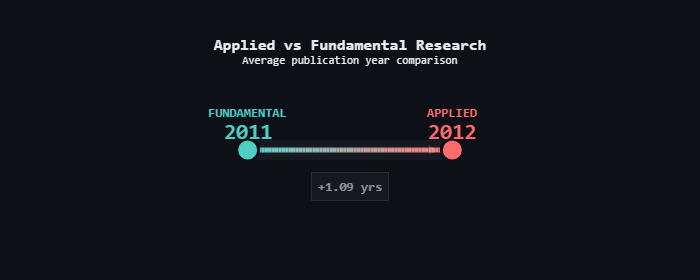 Applied vs Fundamental Research
Average publication year comparison
FUNDAMENTAL
2011
APPLIED
2012
+1.09 yrs